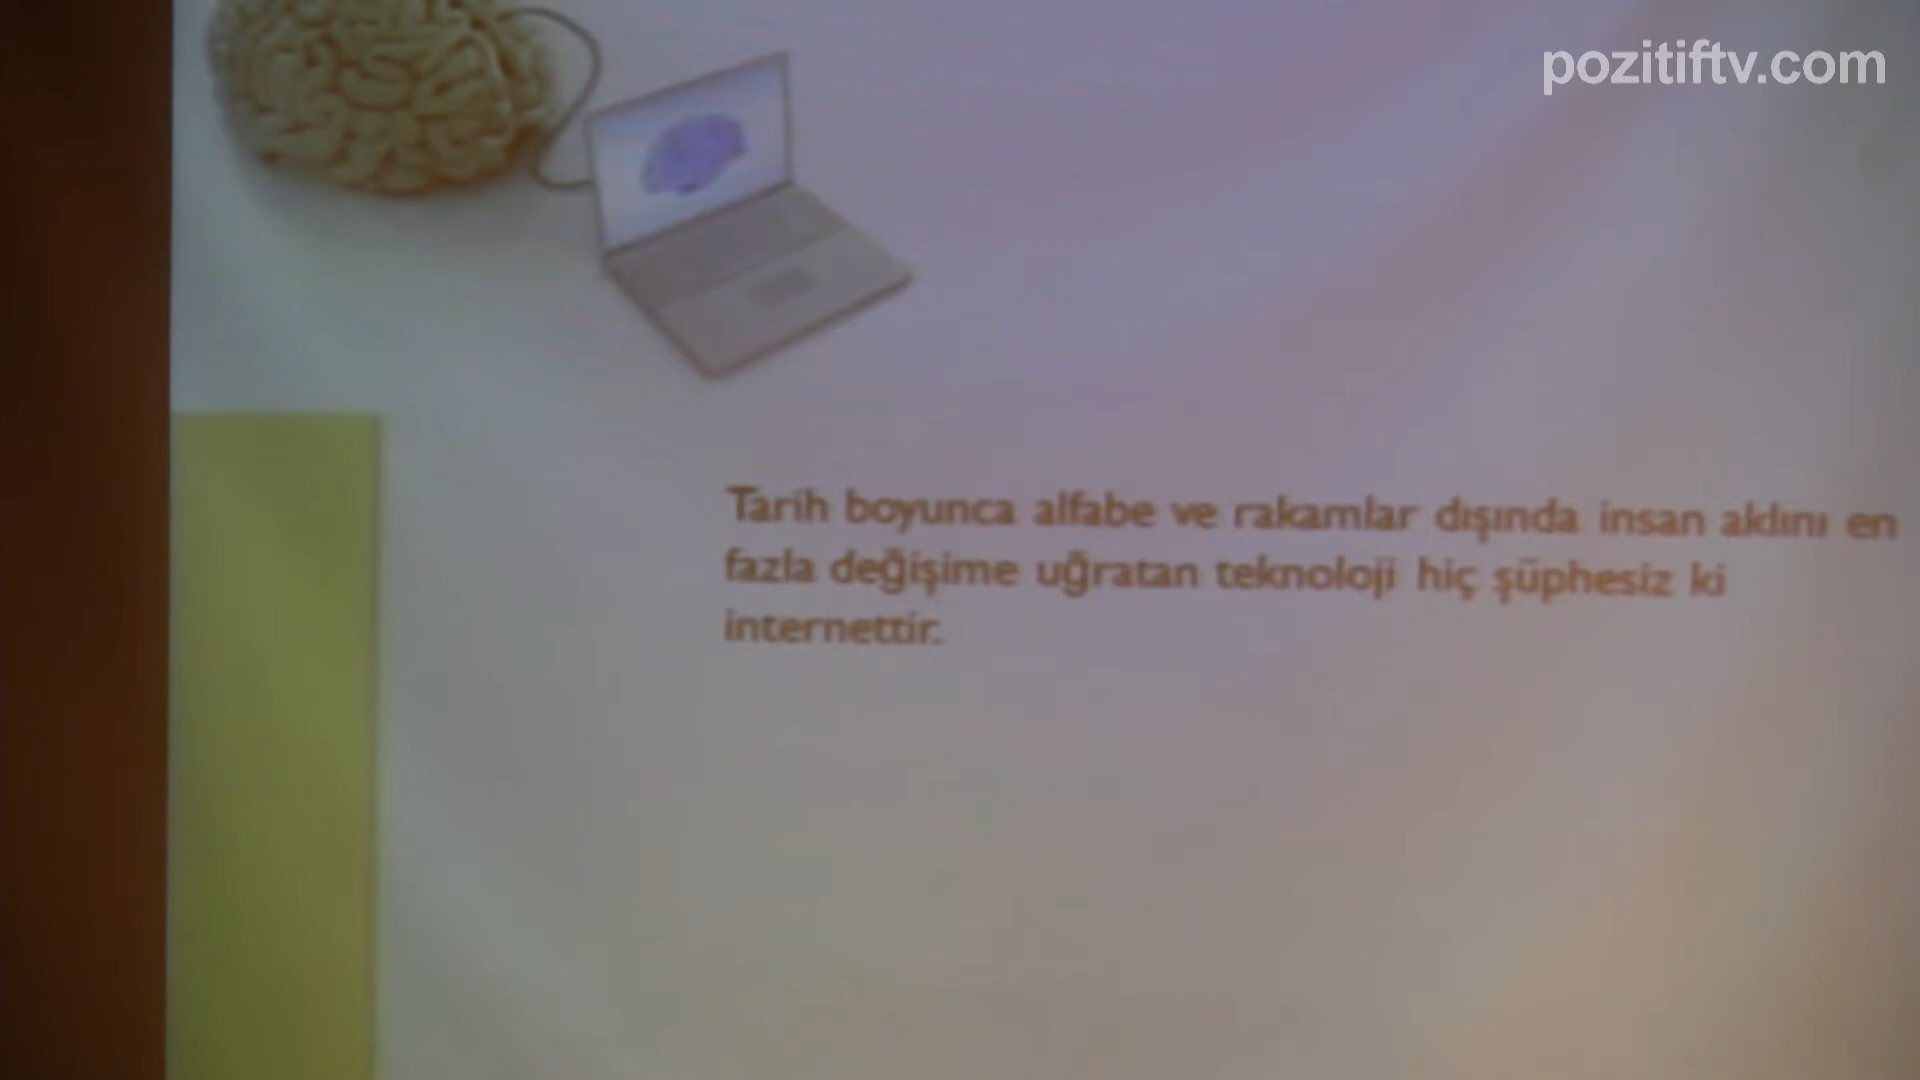 pozitiftv.com
Tarih boyunca alfabe ve rakamlar dışında insan aklını en
fazla değişime uğratan teknoloji hiç şüphesiz ki
internettir.